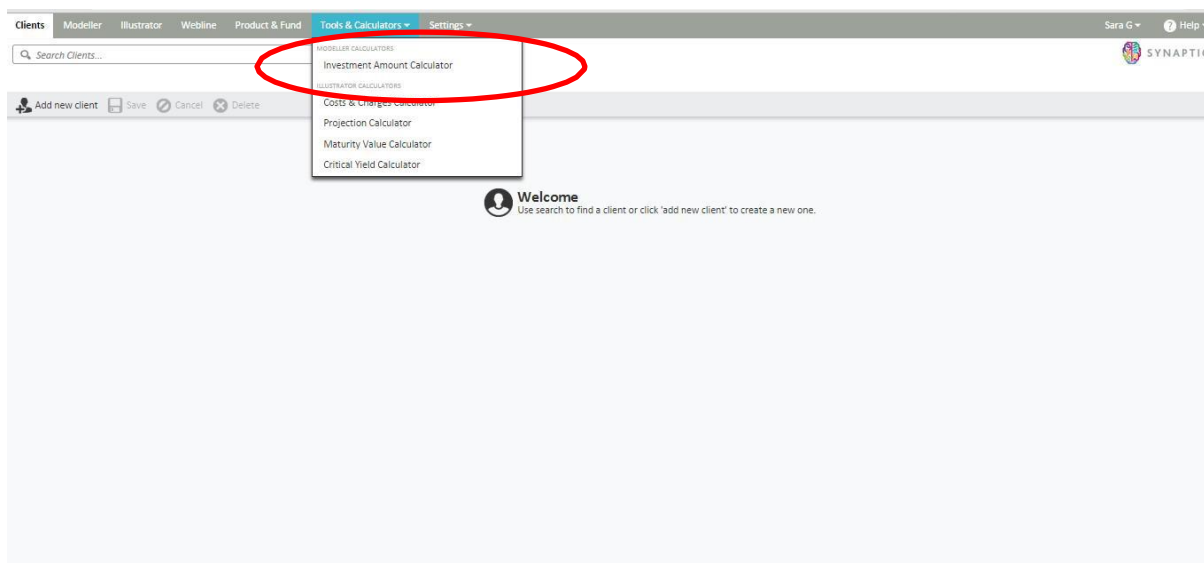 Clients Modeller Illustrator Webline Product & Fund Tools & Calculators Settings Sara G Help
Search Clients...
MODELLER CALCULATORS
SYNAPTI
Investment Amount Calculator
ILLUSTRATOR CALCULATORS
Add new client Save Cancel Delete
Costs & Charges Calculator
Projection Calculator
Maturity Value Calculator
Critical Yield Calculator
Welcome
Use search to find a client or click 'add new client' to create a new one.